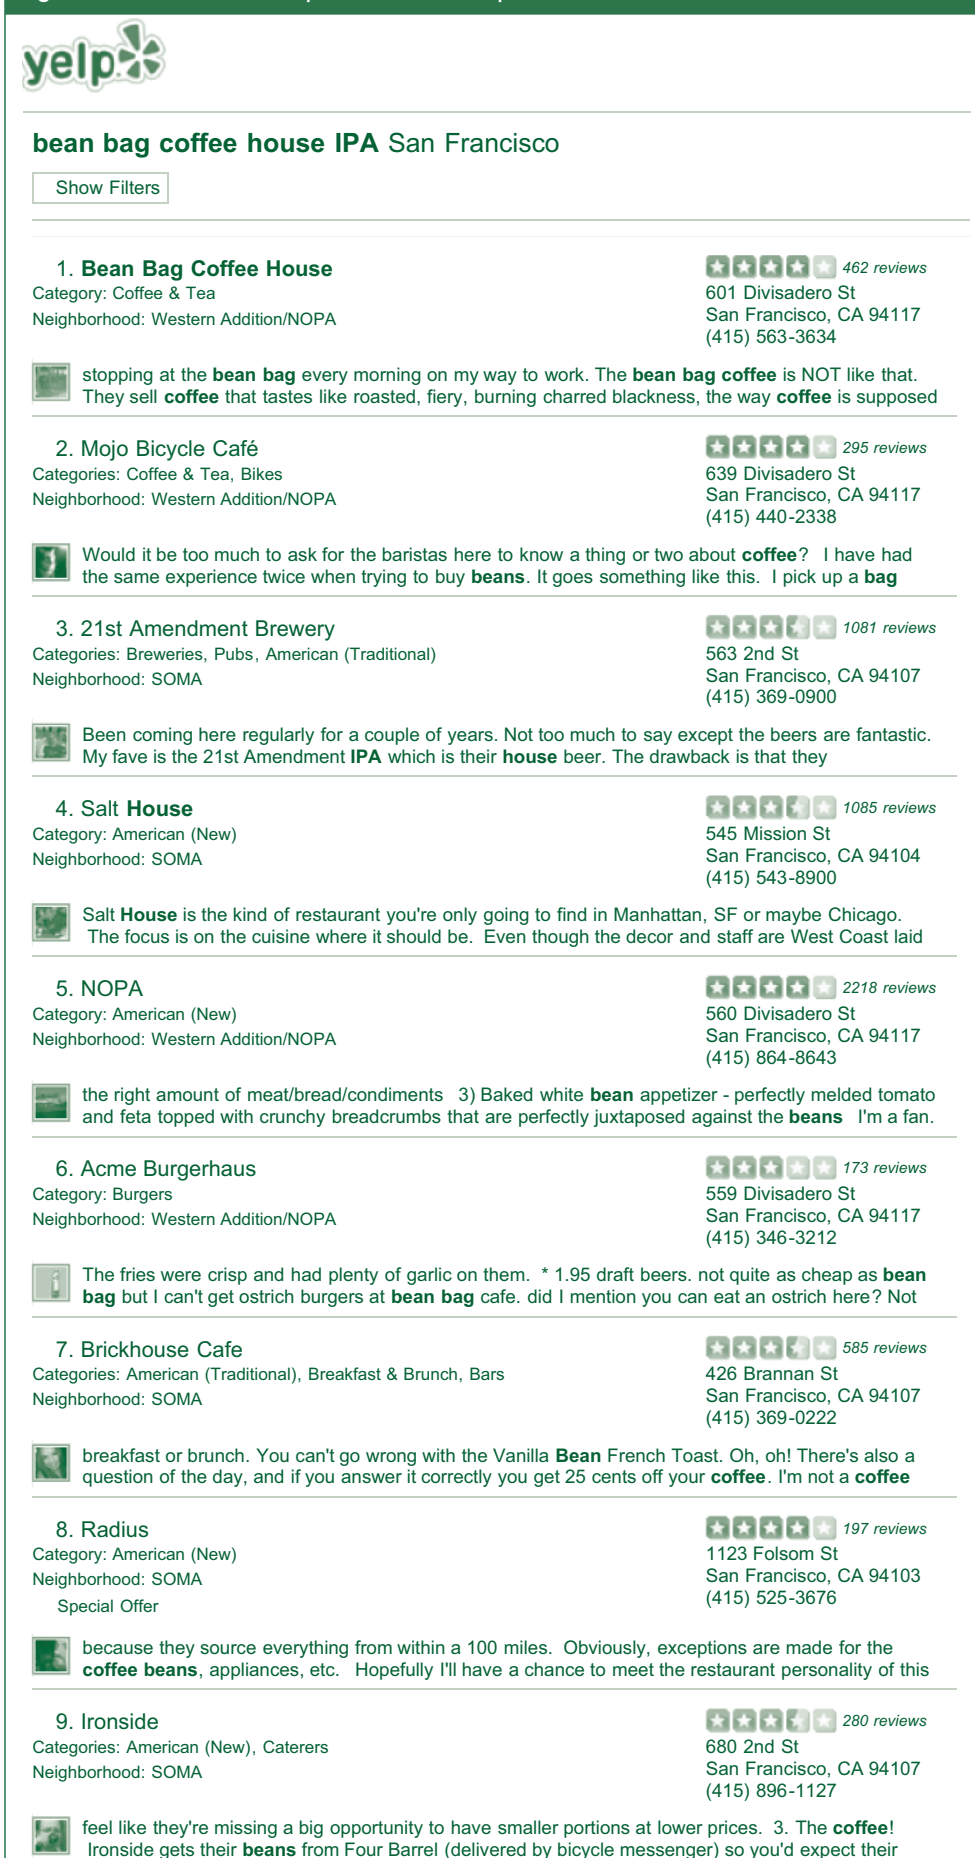 yelp
bean bag coffee house IPA San Francisco
Show Filters
1. Bean Bag Coffee House
462 reviews
Category: Coffee & Tea
601 Divisadero St
Neighborhood: Western Addition/NOPA
San Francisco, CA 94117
(415) 563-3634
stopping at the bean bag every morning on my way to work. The bean bag coffee is NOT like that.
They sell coffee that tastes like roasted, fiery, burning charred blackness, the way coffee is supposed
2. Mojo Bicycle Café
295 reviews
Categories: Coffee & Tea, Bikes
639 Divisadero St
Neighborhood: Western Addition/NOPA
San Francisco, CA 94117
(415) 440-2338
Would it be too much to ask for the baristas here to know a thing or two about coffee? I have had
the same experience twice when trying to buy beans. It goes something like this. I pick up a bag
3. 21st Amendment Brewery
1081 reviews
Categories: Breweries, Pubs, American (Traditional)
563 2nd St
Neighborhood: SOMA
San Francisco, CA 94107
(415) 369-0900
Been coming here regularly for a couple of years. Not too much to say except the beers are fantastic.
My fave is the 21st Amendment IPA which is their house beer. The drawback is that they
4. Salt House
1085 reviews
Category: American (New)
545 Mission St
Neighborhood: SOMA
San Francisco, CA 94104
(415) 543-8900
Salt House is the kind of restaurant you're only going to find in Manhattan, SF or maybe Chicago.
The focus is on the cuisine where it should be. Even though the decor and staff are West Coast laid
5. NOPA
2218 reviews
Category: American (New)
560 Divisadero St
Neighborhood: Western Addition/NOPA
San Francisco, CA 94117
(415) 864-8643
the right amount of meat/bread/condiments 3) Baked white bean appetizer - perfectly melded tomato
and feta topped with crunchy breadcrumbs that are perfectly juxtaposed against the beans I'm a fan.
6. Acme Burgerhaus
173 reviews
Category: Burgers
559 Divisadero St
Neighborhood: Western Addition/NOPA
San Francisco, CA 94117
(415) 346-3212
The fries were crisp and had plenty of garlic on them. * 1.95 draft beers. not quite as cheap as bean
bag but I can't get ostrich burgers at bean bag cafe. did I mention you can eat an ostrich here? Not
7. Brickhouse Cafe
585 reviews
Categories: American (Traditional), Breakfast & Brunch, Bars
426 Brannan St
Neighborhood: SOMA
San Francisco, CA 94107
(415) 369-0222
breakfast or brunch. You can't go wrong with the Vanilla Bean French Toast. Oh, oh! There's also a
question of the day, and if you answer it correctly you get 25 cents off your coffee. I'm not a coffee
8. Radius
197 reviews
Category: American (New)
1123 Folsom St
Neighborhood: SOMA
San Francisco, CA 94103
(415) 525-3676
Special Offer
because they source everything from within a 100 miles. Obviously, exceptions are made for the
coffee beans, appliances, etc. Hopefully I'll have a chance to meet the restaurant personality of this
9. Ironside
280 reviews
Categories: American (New), Caterers
680 2nd St
Neighborhood: SOMA
San Francisco, CA 94107
(415) 896-1127
feel like they're missing a big opportunity to have smaller portions at lower prices. 3. The coffee!
Ironside gets their beans from Four Barrel (delivered by bicycle messenger) so you'd expect their